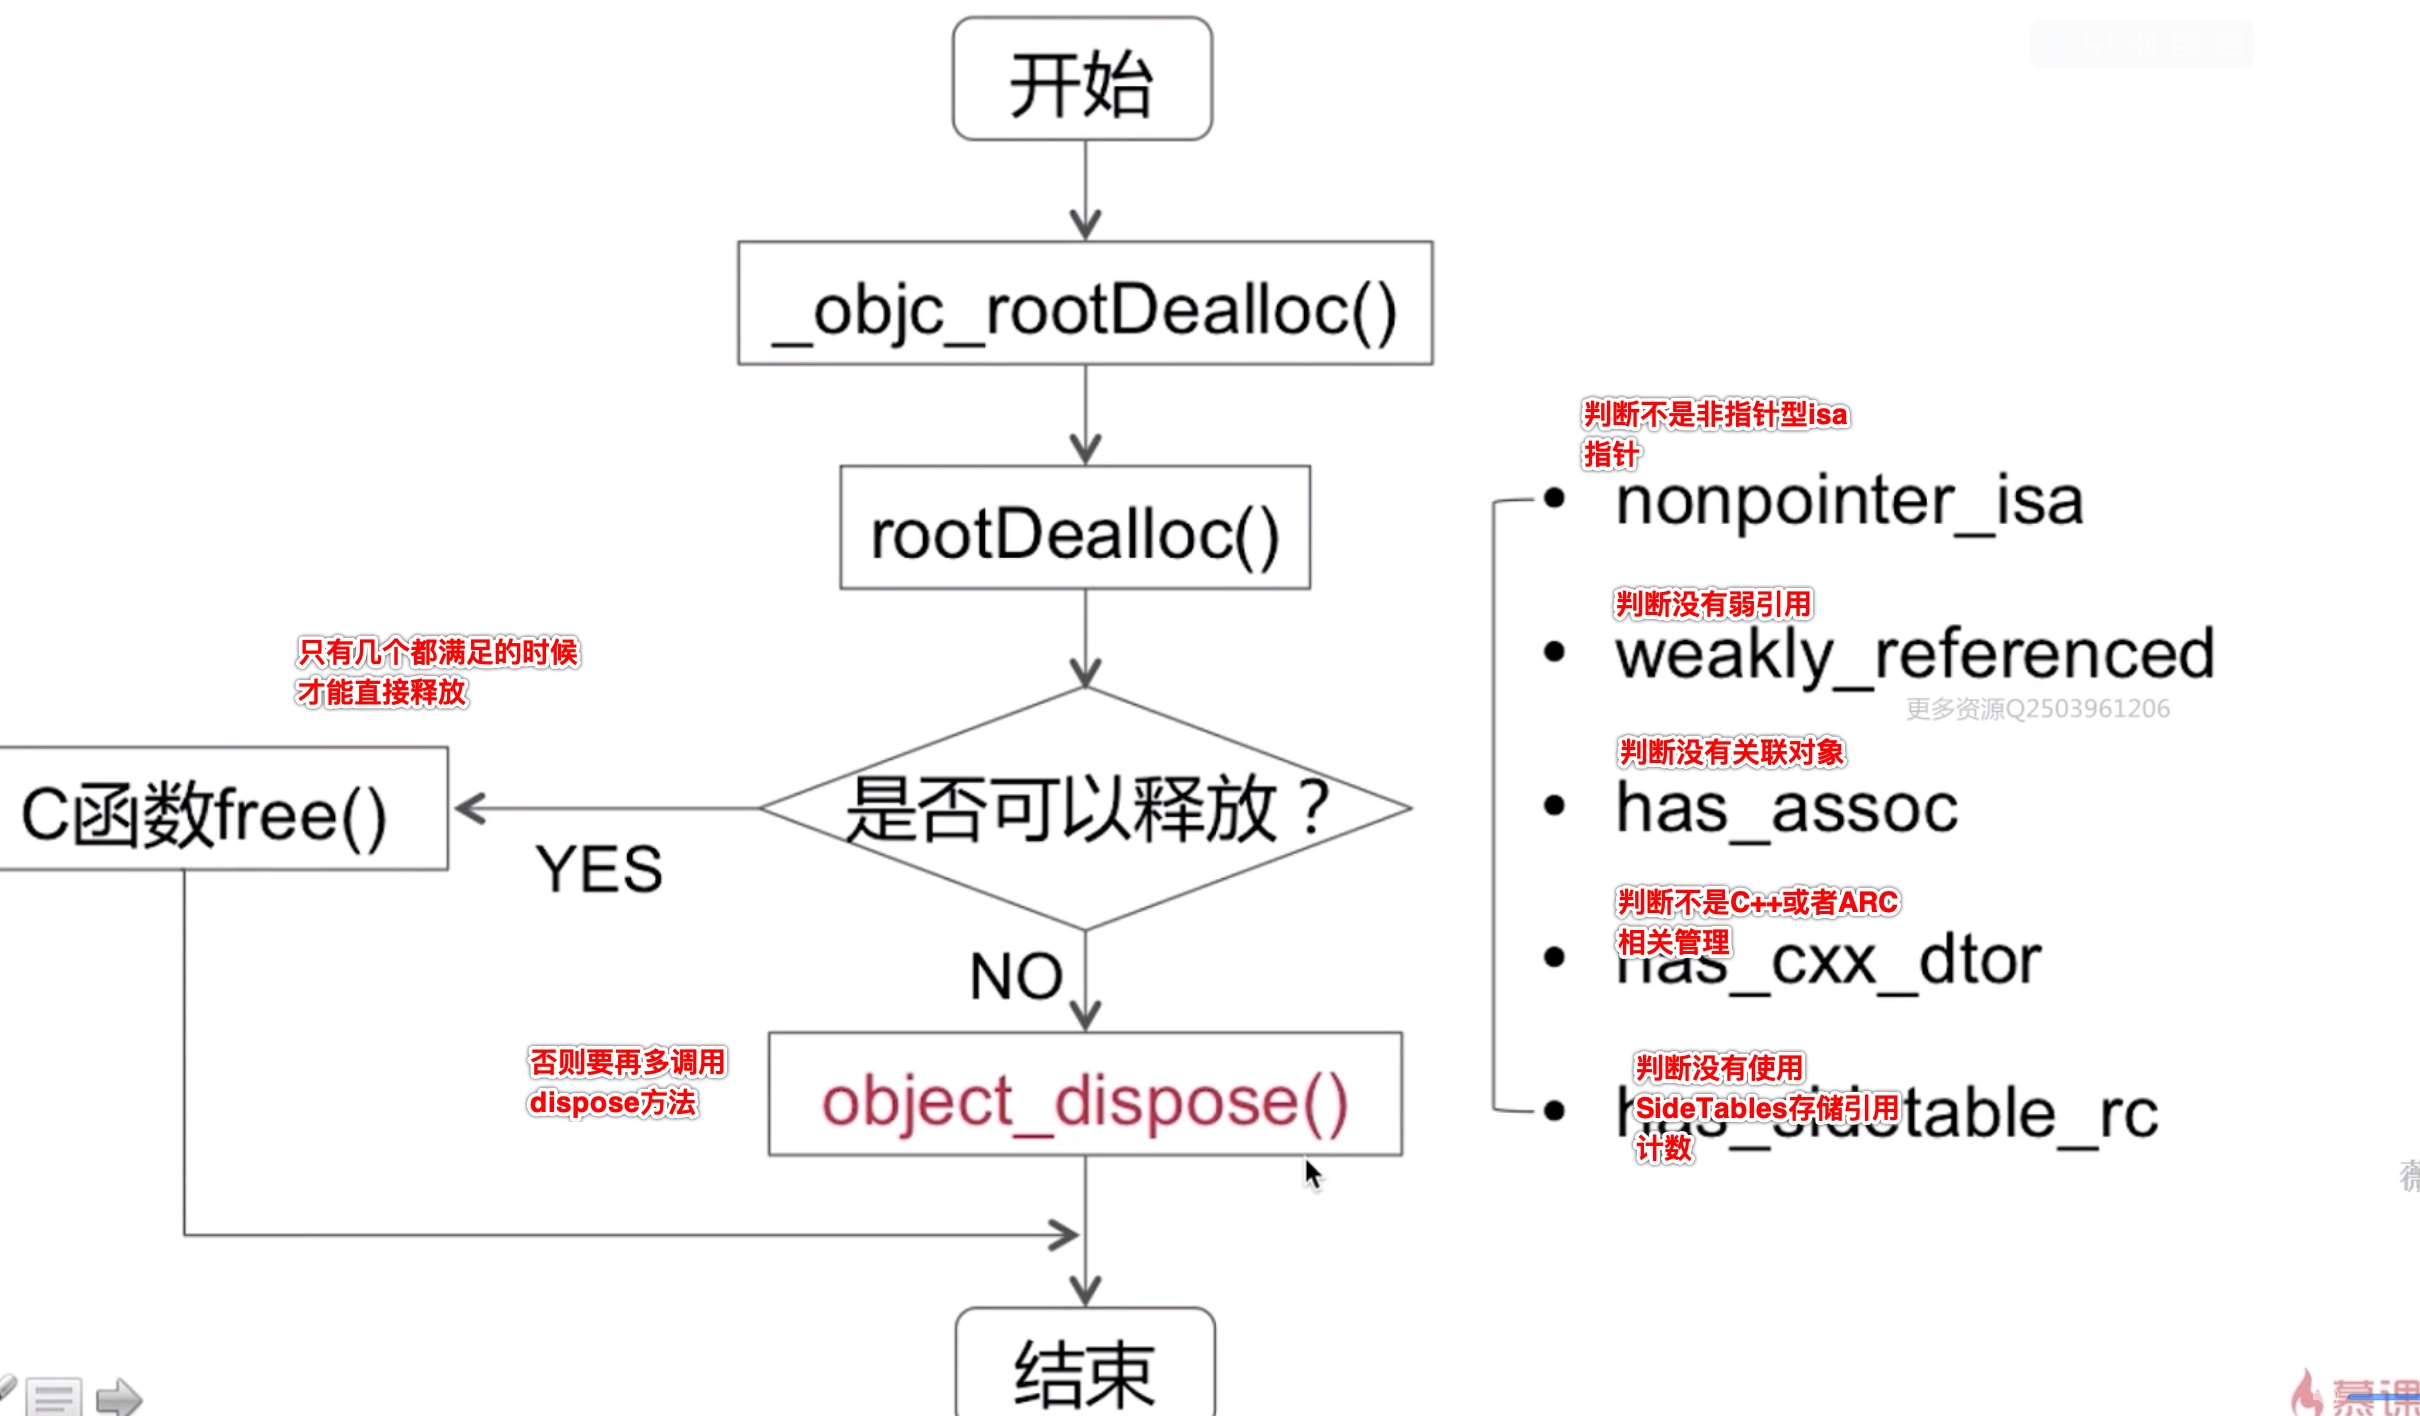 开始
_objc_rootDealloc()
rootDealloc()
判断不是非指针型isa
指针
• nonpointer_isa
判断没有弱引用
• weakly_referenced
更多资源Q2503961206
只有几个都满足的时候
才能直接释放
判断没有关联对象
• has_assoc
C函数free()
YES
是否可以释放？
判断不是C++或者ARC
相关管理
• has_cxx_dtor
NO
否则要再多调用
dispose方法
object_dispose()
判断没有使用
SideTables存储引用
计数
• has_sidetable_rc
结束
慕课